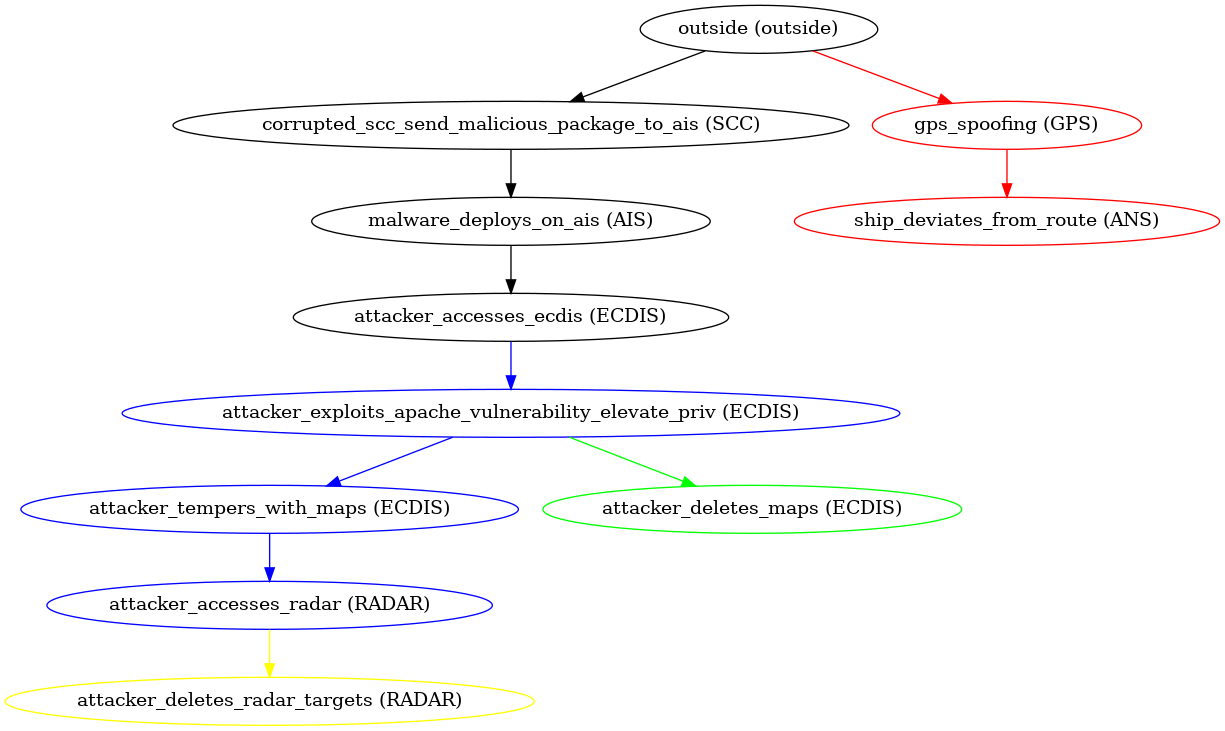 outside (outside)
corrupted_scc_send_malicious_package_to_ais (SCC)
gps_spoofing (GPS)
malware_deploys_on_ais (AIS)
ship_deviates_from_route (ANS)
attacker_accesses_ecdis (ECDIS)
attacker_exploits_apache_vulnerability_elevate_priv (ECDIS)
attacker_tempers_with_maps (ECDIS)
attacker_deletes_maps (ECDIS)
attacker_accesses_radar (RADAR)
attacker_deletes_radar_targets (RADAR)